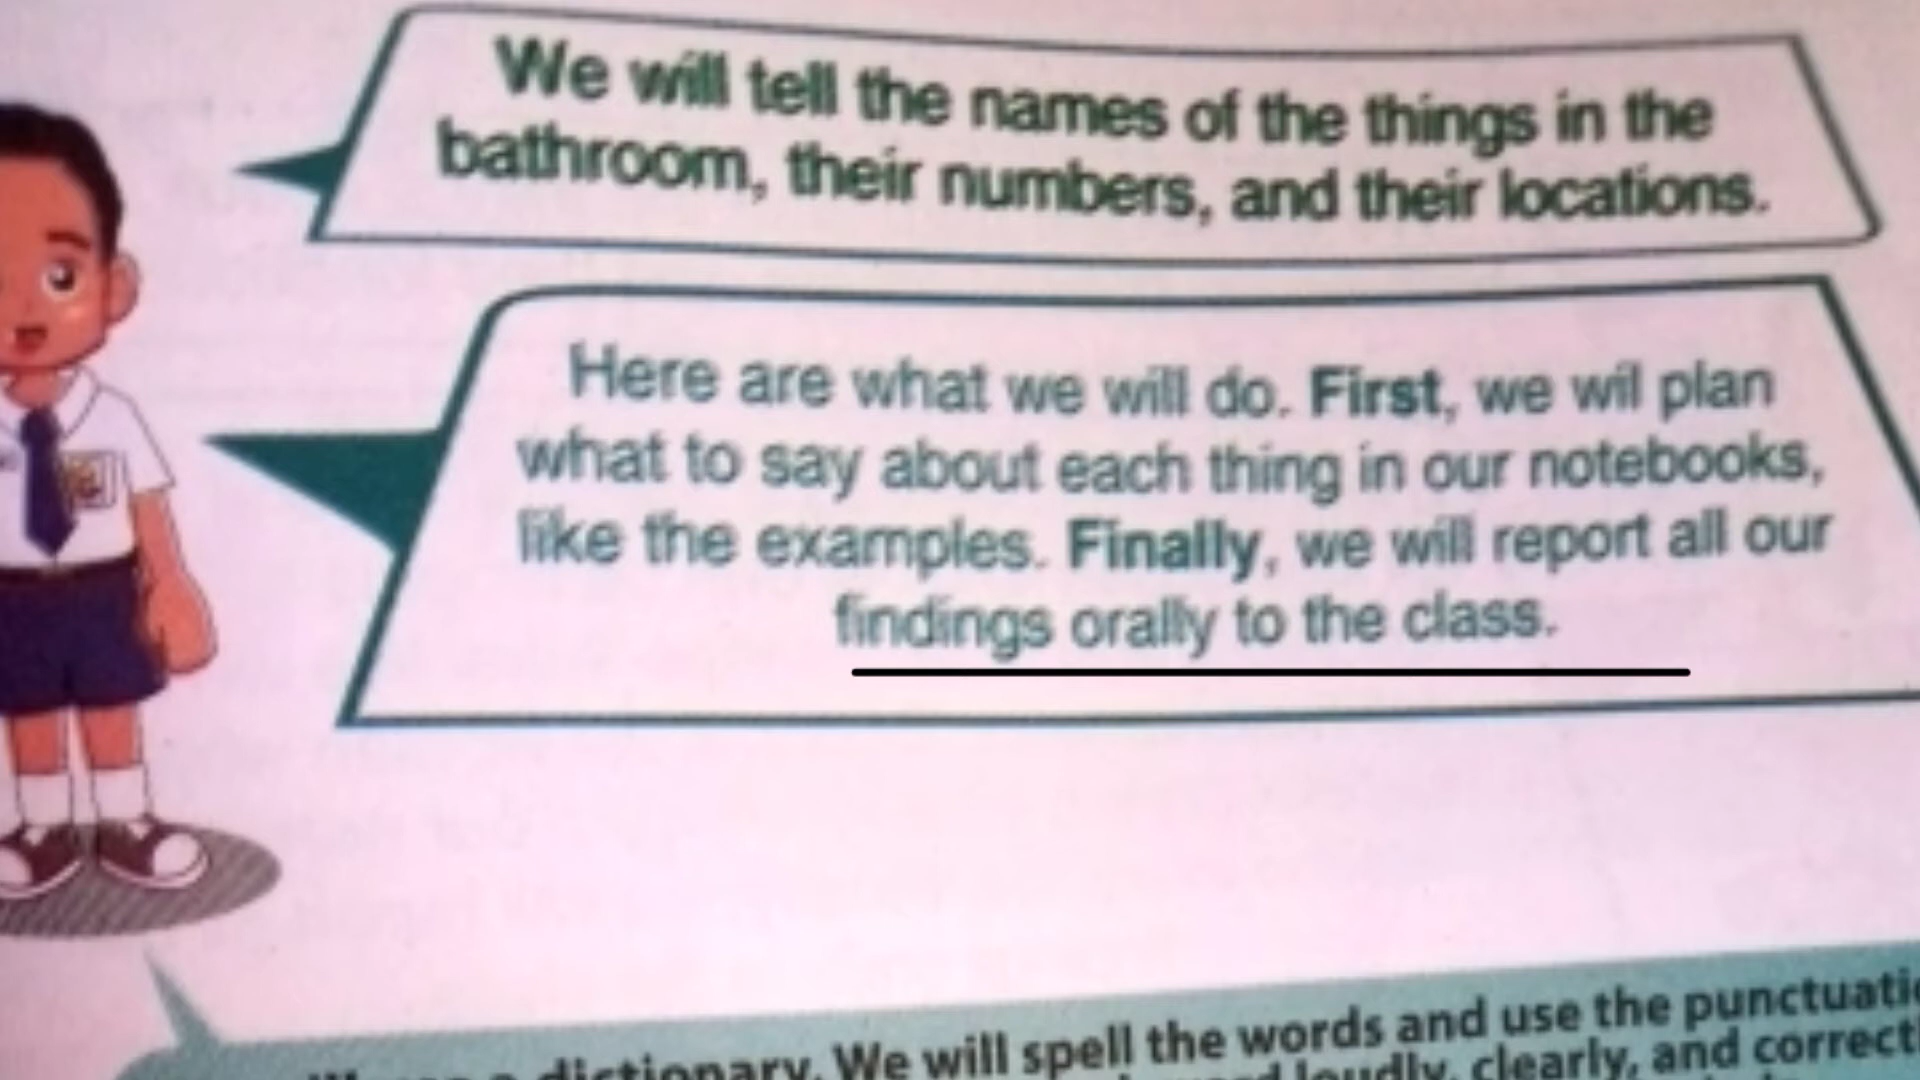 We will tell the names of the things in the
bathroom, their numbers, and their locations.
Here are what we will do. First, we wil plan
what to say about each thing in our notebooks,
like the examples. Finally, we will report all our
findings orally to the class.
dictionary. We will spell the words and use the
loudly, clearly, and